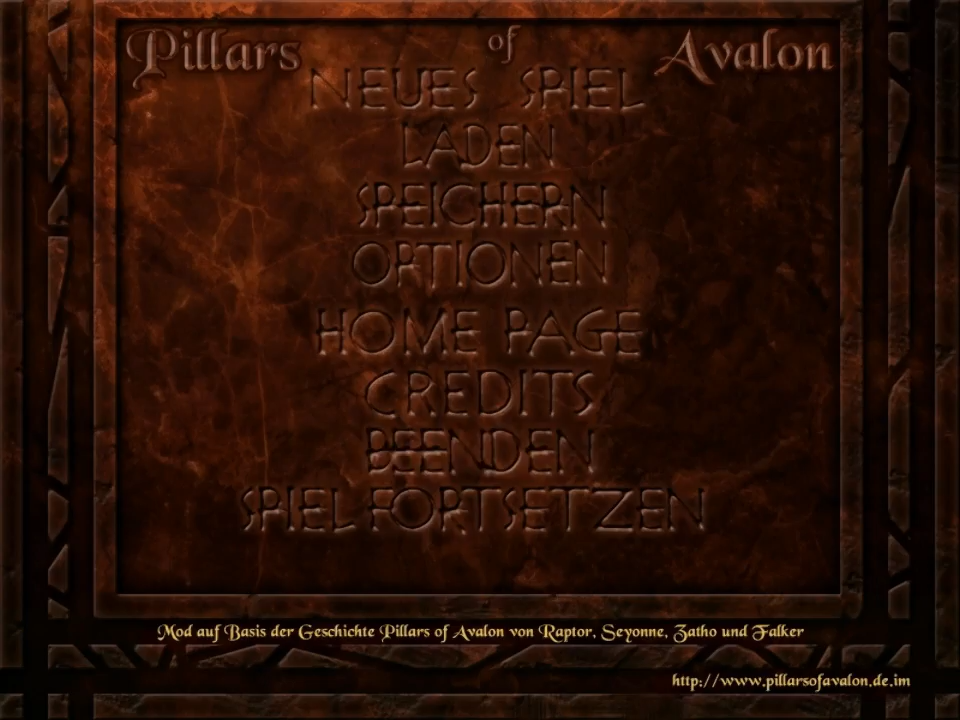 Pillars of Avalon
NEUES SPIEL
LADEN
SPEICHERN
OPTIONEN
HOME PAGE
CREDITS
BEENDEN
SPIEL FORTSETZEN
Mod auf Basis der Geschichte Pillars of Avalon von Raptor, Seyonne, Zatho und Falker
http://www.pillarsofavalon.de.im